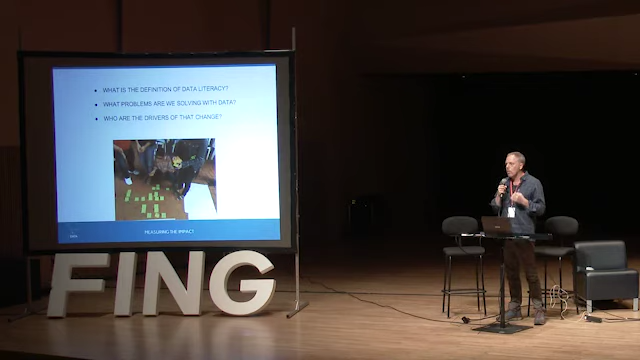 WHAT IS THE DEFINITION OF DATA LITERACY?
WHAT PROBLEMS ARE WE SOLVING WITH DATA?
WHO ARE THE DRIVERS OF THAT CHANGE?
MEASURING THE IMPACT
FING